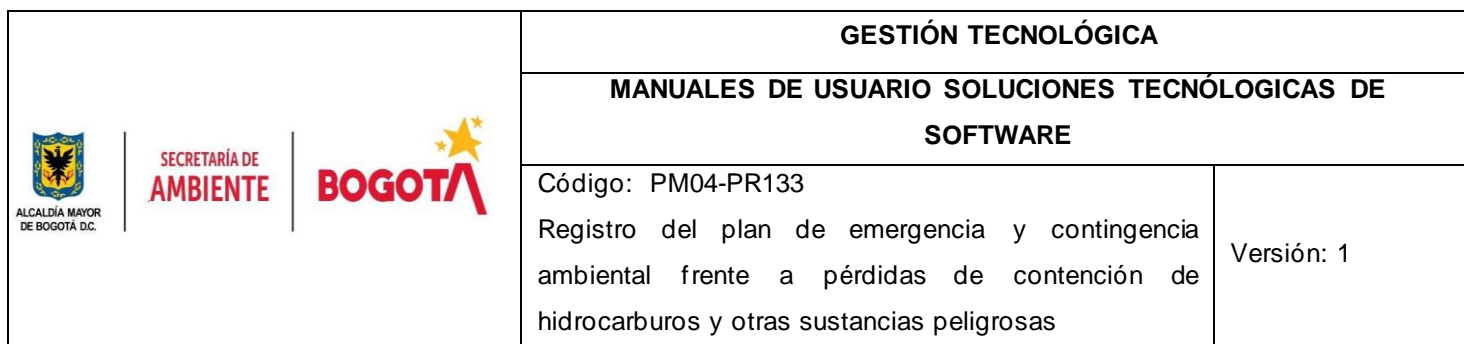 ALCALDÍA MAYOR
DE BOGOTÁ D.C.
SECRETARÍA DE
AMBIENTE
BOGOTÁ
GESTIÓN TECNOLÓGICA
MANUALES DE USUARIO SOLUCIONES TECNÓLOGICAS DE
SOFTWARE
Código: PM04-PR133
Registro del plan de emergencia y contingencia
ambiental frente a pérdidas de contención de
hidrocarburos y otras sustancias peligrosas
Versión: 1